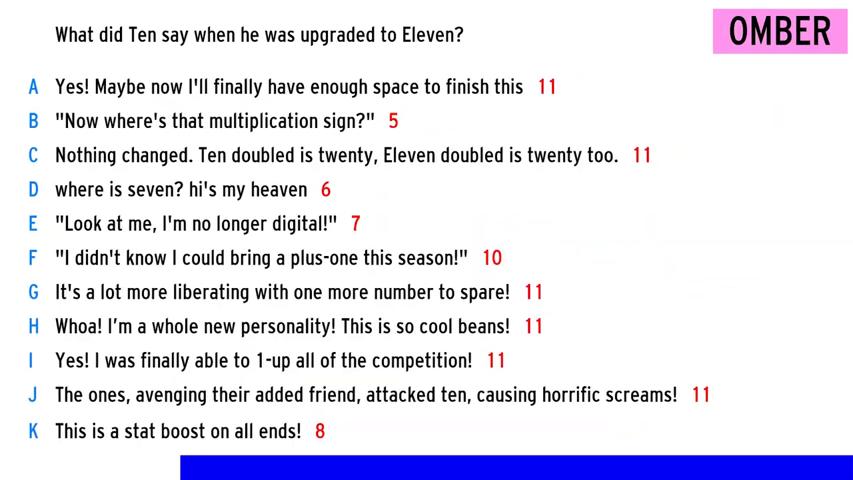 What did Ten say when he was upgraded to Eleven?
OMBER
A Yes! Maybe now I'll finally have enough space to finish this 11
B "Now where's that multiplication sign?" 5
C Nothing changed. Ten doubled is twenty, Eleven doubled is twenty too. 11
D where is seven? hi's my heaven 6
E "Look at me, I'm no longer digital!" 7
F "I didn't know I could bring a plus-one this season!" 10
G It's a lot more liberating with one more number to spare! 11
H Whoa! I'm a whole new personality! This is so cool beans! 11
I Yes! I was finally able to 1-up all of the competition! 11
J The ones, avenging their added friend, attacked ten, causing horrific screams! 11
K This is a stat boost on all ends! 8